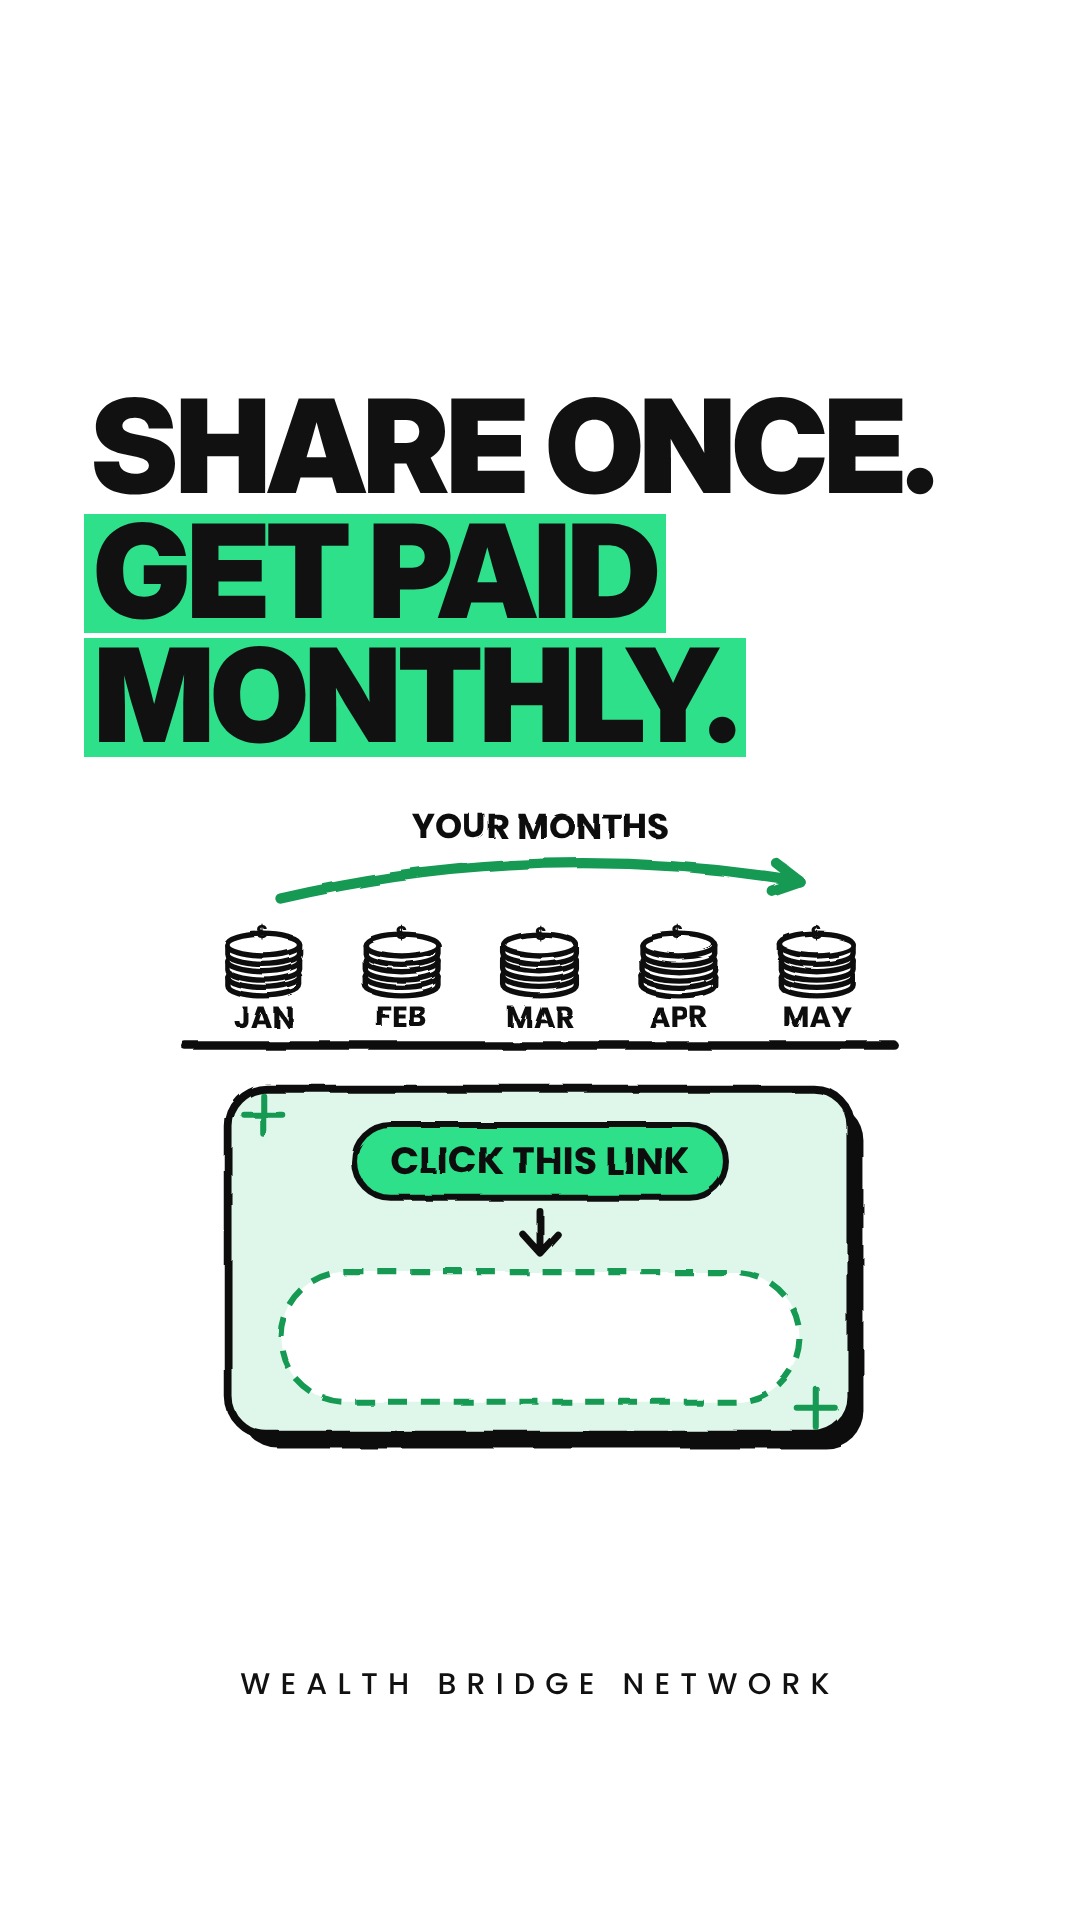 SHARE ONCE.
GET PAID
MONTHLY.
YOUR MONTHS
$ $ $ $ $
JAN FEB MAR APR MAY
CLICK THIS LINK
WEALTH BRIDGE NETWORK